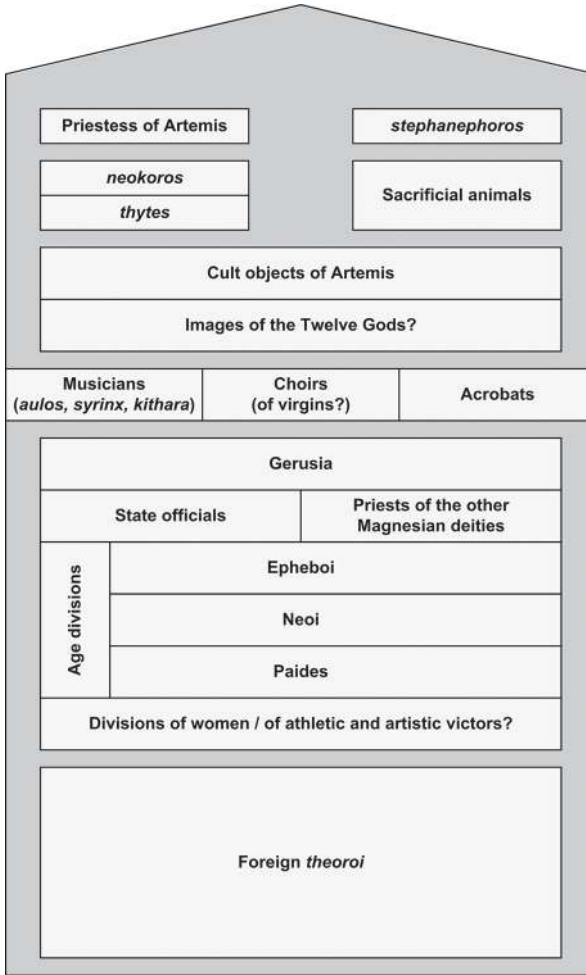 Priestess of Artemis
stephanephoros
neokoros
thytes
Sacrificial animals
Cult objects of Artemis
Images of the Twelve Gods?
Musicians
(aulos, syrinx, kithara)
Choirs
(of virgins?)
Acrobats
Gerusia
State officials
Priests of the other
Magnesian deities
Age divisions
Epheboi
Neoi
Paides
Divisions of women / of athletic and artistic victors?
Foreign theoroi